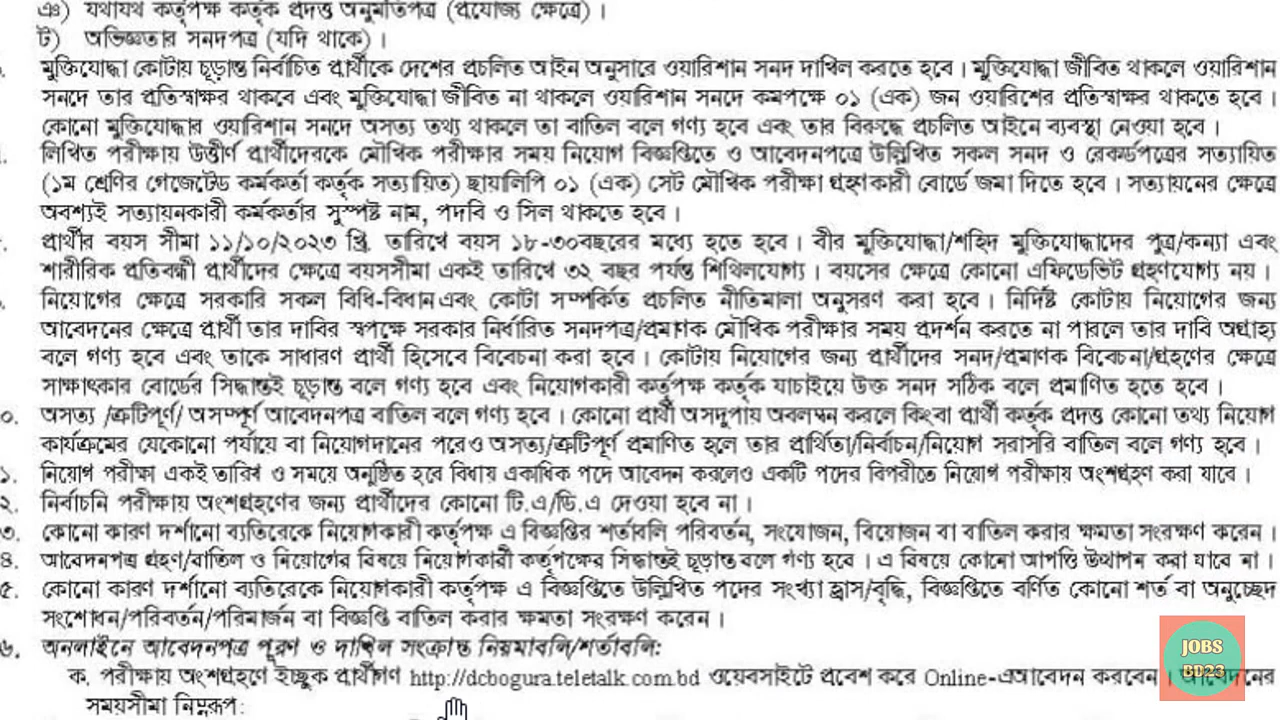 ঞ) যথাযথ কর্তৃপক্ষ কর্তৃক প্রদত্ত অনুমতিপত্র (প্রযোজ্য ক্ষেত্রে) ।
ট) অভিজ্ঞতার সনদপত্র (যদি থাকে) ।
মুক্তিযোদ্ধা কোটায় চূড়ান্ত নির্বাচিত প্রার্থীকে দেশের প্রচলিত আইন অনুসারে ওয়ারিশান সনদ দাখিল করতে হবে। মুক্তিযোদ্ধা জীবিত থাকলে ওয়ারিশান
সনদে তার প্রতিস্বাক্ষর থাকবে এবং মুক্তিযোদ্ধা জীবিত না থাকলে ওয়ারিশান সনদে কমপক্ষে ০১ (এক) জন ওয়ারিশের প্রতিস্বাক্ষর থাকতে হবে।
কোনো মুক্তিযোদ্ধার ওয়ারিশান সনদে অসত্য তথ্য থাকলে তা বাতিল বলে গণ্য হবে এবং তার বিরুদ্ধে প্রচলিত আইনে ব্যবস্থা নেওয়া হবে।
লিখিত পরীক্ষায় উত্তীর্ণ প্রার্থীদেরকে মৌখিক পরীক্ষার সময় নিয়োগ বিজ্ঞপ্তিতে ও আবেদনপত্রে উল্লিখিত সকল সনদ ও রেকর্ডপত্রের সত্যায়িত
(১ম শ্রেণির গেজেটেড কর্মকর্তা কর্তৃক সত্যায়িত) ছায়ালিপি ০১ (এক) সেট মৌখিক পরীক্ষা গ্রহণকারী বোর্ডে জমা দিতে হবে। সত্যায়নের ক্ষেত্রে
অবশ্যই সত্যায়নকারী কর্মকর্তার সুস্পষ্ট নাম, পদবি ও সিল থাকতে হবে।
প্রার্থীর বয়স সীমা ১১/১০/২০২৩ খ্রি. তারিখে বয়স ১৮-৩০বছরের মধ্যে হতে হবে। বীর মুক্তিযোদ্ধা/শহিদ মুক্তিযোদ্ধাদের পুত্র/কন্যা এবং
শারীরিক প্রতিবন্ধী প্রার্থীদের ক্ষেত্রে বয়সসীমা একই তারিখে ৩২ বছর পর্যন্ত শিথিলযোগ্য। বয়সের ক্ষেত্রে কোনো এফিডেভিট গ্রহণযোগ্য নয়।
নিয়োগের ক্ষেত্রে সরকারি সকল বিধি-বিধান এবং কোটা সম্পর্কিত প্রচলিত নীতিমালা অনুসরণ করা হবে। নির্দিষ্ট কোটায় নিয়োগের জন্য
আবেদনের ক্ষেত্রে প্রার্থী তার দাবির স্বপক্ষে সরকার নির্ধারিত সনদপত্র/প্রমাণক মৌখিক পরীক্ষার সময় প্রদর্শন করতে না পারলে তার দাবি অগ্রাহ্য
বলে গণ্য হবে এবং তাকে সাধারণ প্রার্থী হিসেবে বিবেচনা করা হবে। কোটায় নিয়োগের জন্য প্রার্থীদের সনদ/প্রমাণক বিবেচনা/গ্রহণের ক্ষেত্রে
সাক্ষাৎকার বোর্ডের সিদ্ধান্তই চূড়ান্ত বলে গণ্য হবে এবং নিয়োগকারী কর্তৃপক্ষ কর্তৃক যাচাইয়ে উক্ত সনদ সঠিক বলে প্রমাণিত হতে হবে।
০. অসত্য /ত্রুটিপূর্ণ/ অসম্পূর্ণ আবেদনপত্র বাতিল বলে গণ্য হবে। কোনো প্রার্থী অসদুপায় অবলম্বন করলে কিংবা প্রার্থী কর্তৃক প্রদত্ত কোনো তথ্য নিয়োগ
কার্যক্রমের যেকোনো পর্যায়ে বা নিয়োগদানের পরেও অসত্য/ত্রুটিপূর্ণ প্রমাণিত হলে তার প্রার্থিতা/নির্বাচন/নিয়োগ সরাসরি বাতিল বলে গণ্য হবে।
১. নিয়োগ পরীক্ষা একই তারিখ ও সময়ে অনুষ্ঠিত হবে বিধায় একাধিক পদে আবেদন করলেও একটি পদের বিপরীতে নিয়োগ পরীক্ষায় অংশগ্রহণ করা যাবে।
২. নির্বাচনি পরীক্ষায় অংশগ্রহণের জন্য প্রার্থীদের কোনো টি.এ/ডি.এ দেওয়া হবে না।
৩. কোনো কারণ দর্শানো ব্যতিরেকে নিয়োগকারী কর্তৃপক্ষ এ বিজ্ঞপ্তির শর্তাবলি পরিবর্তন, সংযোজন, বিয়োজন বা বাতিল করার ক্ষমতা সংরক্ষণ করেন।
৪. আবেদনপত্র গ্রহণ/বাতিল ও নিয়োগের বিষয়ে নিয়োগকারী কর্তৃপক্ষের সিদ্ধান্তই চূড়ান্ত বলে গণ্য হবে। এ বিষয়ে কোনো আপত্তি উত্থাপন করা যাবে না।
৫. কোনো কারণ দর্শানো ব্যতিরেকে নিয়োগকারী কর্তৃপক্ষ এ বিজ্ঞপ্তিতে উল্লিখিত পদের সংখ্যা হ্রাস/বৃদ্ধি, বিজ্ঞপ্তিতে বর্ণিত কোনো শর্ত বা অনুচ্ছেদ
সংশোধন/পরিবর্তন/পরিমার্জন বা বিজ্ঞপ্তি বাতিল করার ক্ষমতা সংরক্ষণ করেন।
৬. অনলাইনে আবেদনপত্র পূরণ ও দাখিল সংক্রান্ত নিয়মাবলি/শর্তাবলি:
ক. পরীক্ষায় অংশগ্রহণে ইচ্ছুক প্রার্থীগণ http://dcbogura.teletalk.com.bd ওয়েবসাইটে প্রবেশ করে Online-এআবেদন করবেন। আবেদনের
সময়সীমা নিম্নরূপ:
JOBS
BD23